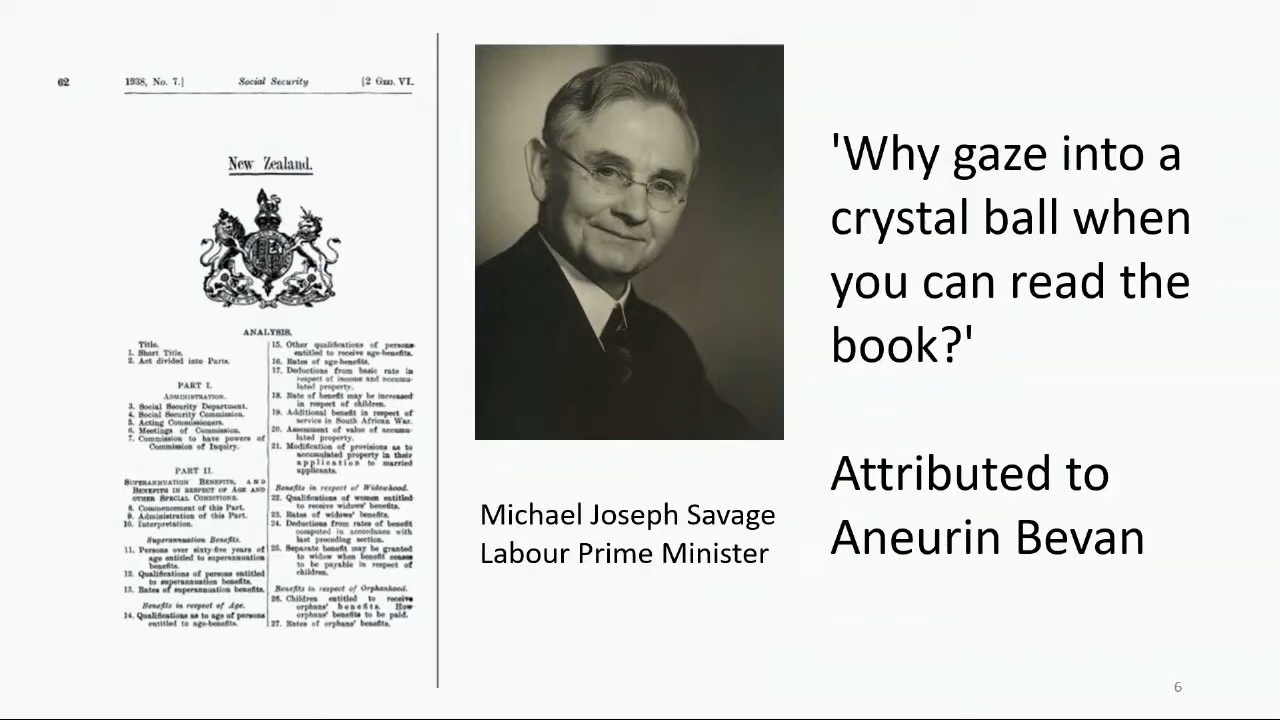 62
1938, No. 7.]
Social Security
[2 Geo. VI.
New Zealand.
ANALYSIS.
Title.
1. Short Title.
2. Act divided into Parts.
PART I.
ADMINISTRATION.
3. Social Security Department.
4. Social Security Commission.
5. Acting Commissioners.
6. Meetings of Commission.
7. Commission to have powers of
Commission of Inquiry.
PART II.
SUPERANNUATION BENEFITS, AND
BENEFITS IN RESPECT OF AGE AND
OTHER SPECIAL CONDITIONS.
8. Commencement of this Part.
9. Administration of this Part.
10. Interpretation.
Superannuation Benefits.
11. Persons over sixty-five years of
age entitled to superannuation
benefits.
12. Qualifications of persons entitled
to superannuation benefits.
13. Rates of superannuation benefits.
Benefits in respect of Age.
14. Qualifications as to age of persons
entitled to age-benefits.
15. Other qualifications of persons
entitled to receive age-benefits.
16. Rates of age-benefits.
17. Deductions from basic rate in
respect of income and accumu-
lated property.
18. Rate of benefit may be increased
in respect of children.
19. Additional benefit in respect of
service in South African War.
20. Assessment of value of accumu-
lated property.
21. Modification of provisions as to
accumulated property in their
application to married
applicants.
Benefits in respect of Widowhood.
22. Qualifications of women entitled
to receive widows' benefits.
23. Rates of widows' benefits.
24. Deductions from rates of benefit
computed in accordance with
last preceding section.
25. Separate benefit may be granted
to widow when benefit ceases
to be payable in respect of
children.
Benefits in respect of Orphanhood.
26. Children entitled to receive
orphans' benefits. How
orphans' benefits to be paid.
27. Rates of orphans' benefits.
Michael Joseph Savage
Labour Prime Minister
'Why gaze into a
crystal ball when
you can read the
book?'
Attributed to
Aneurin Bevan
6